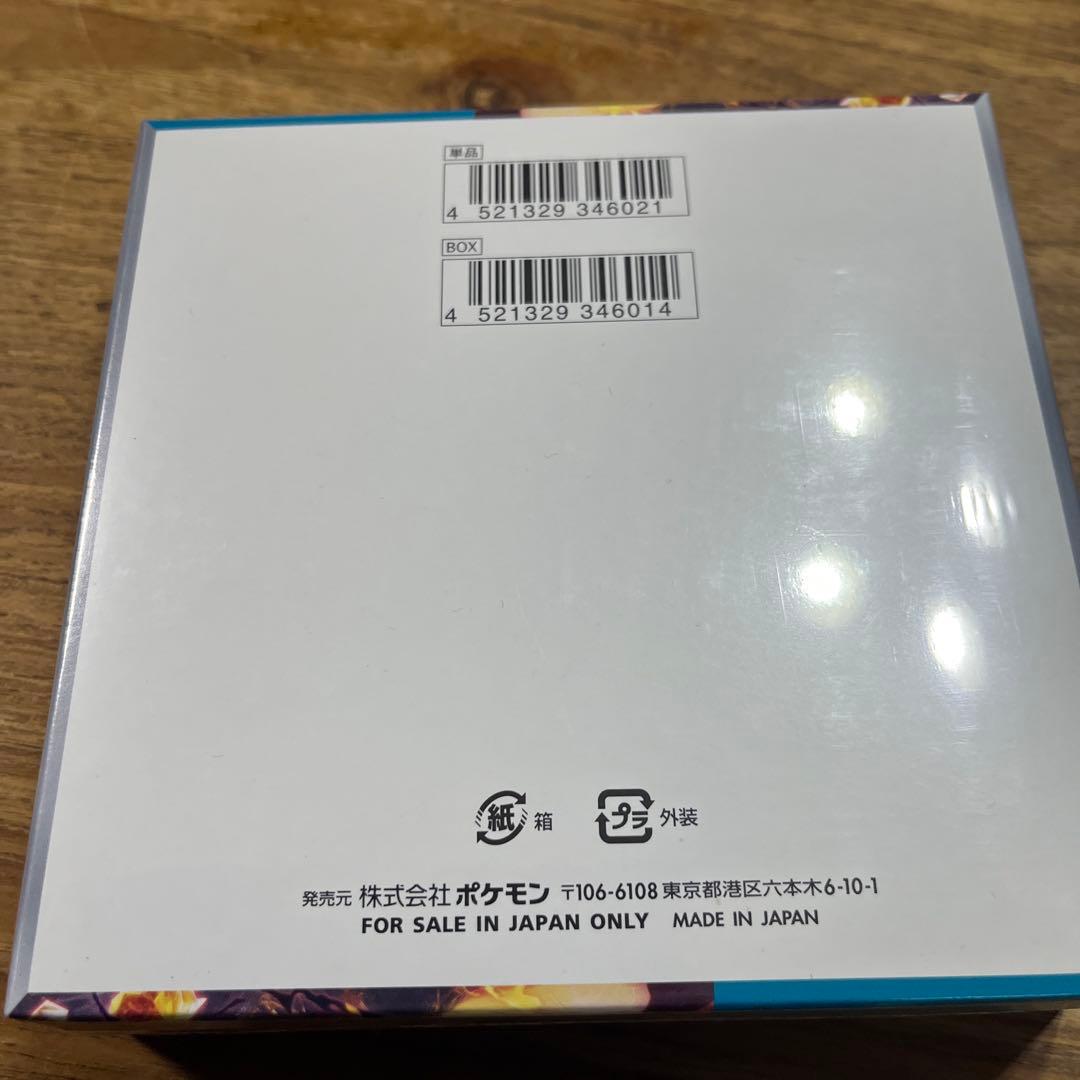 単品
4 521329 346021
BOX
4 521329 346014
紙 箱 プラ 外装
発売元 株式会社 ポケモン 〒106-6108 東京都港区六本木6-10-1
FOR SALE IN JAPAN ONLY MADE IN JAPAN